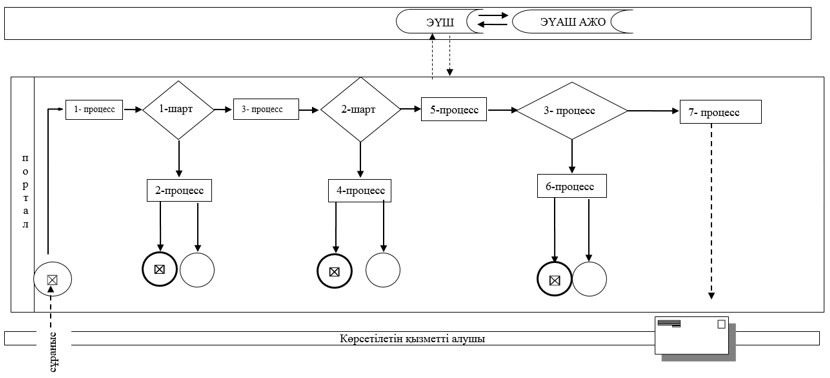 ЭҮШ
ЭҮАШ АЖО
1- процесс
1-шарт
3- процесс
2-шарт
5-процесс
3- процесс
7- процесс
портал
2-процесс
4-процесс
6-процесс
сұраныс
Көрсетілетін қызметті алушы